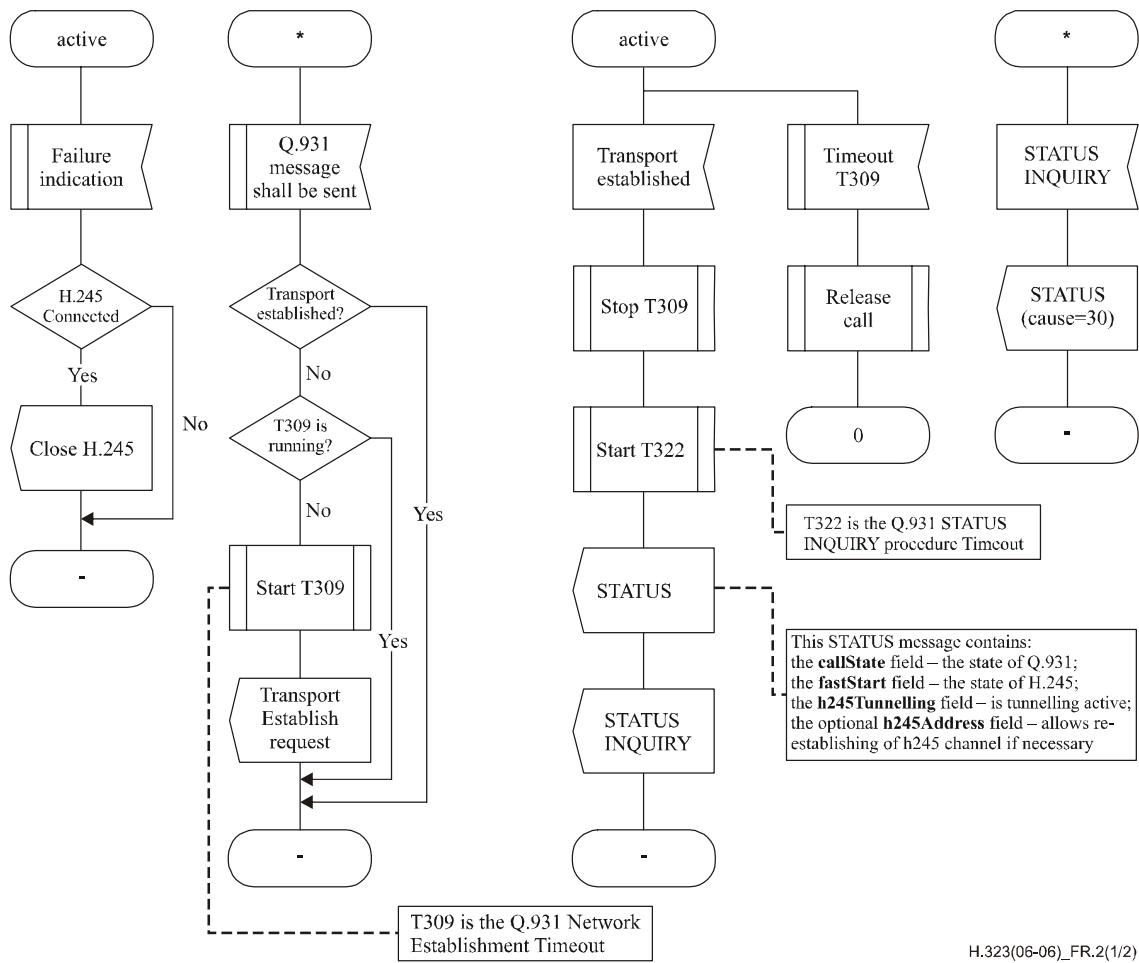 active
Failure
indication
H.245
Connected
Yes
No
Close H.245
-
*
Q.931
message
shall be sent
Transport
established?
No
T309 is
running?
No
Yes
Start T309
Yes
Transport
Establish
request
-
T309 is the Q.931 Network
Establishment Timeout
active
Transport
established
Stop T309
Start T322
STATUS
STATUS
INQUIRY
-
Timeout
T309
Release
call
0
T322 is the Q.931 STATUS
INQUIRY procedure Timeout
This STATUS message contains:
the callState field – the state of Q.931;
the fastStart field – the state of H.245;
the h245Tunnelling field – is tunnelling active;
the optional h245Address field – allows re-
establishing of h245 channel if necessary
*
STATUS
INQUIRY
STATUS
(cause=30)
-
H.323(06-06)_FR.2(1/2)